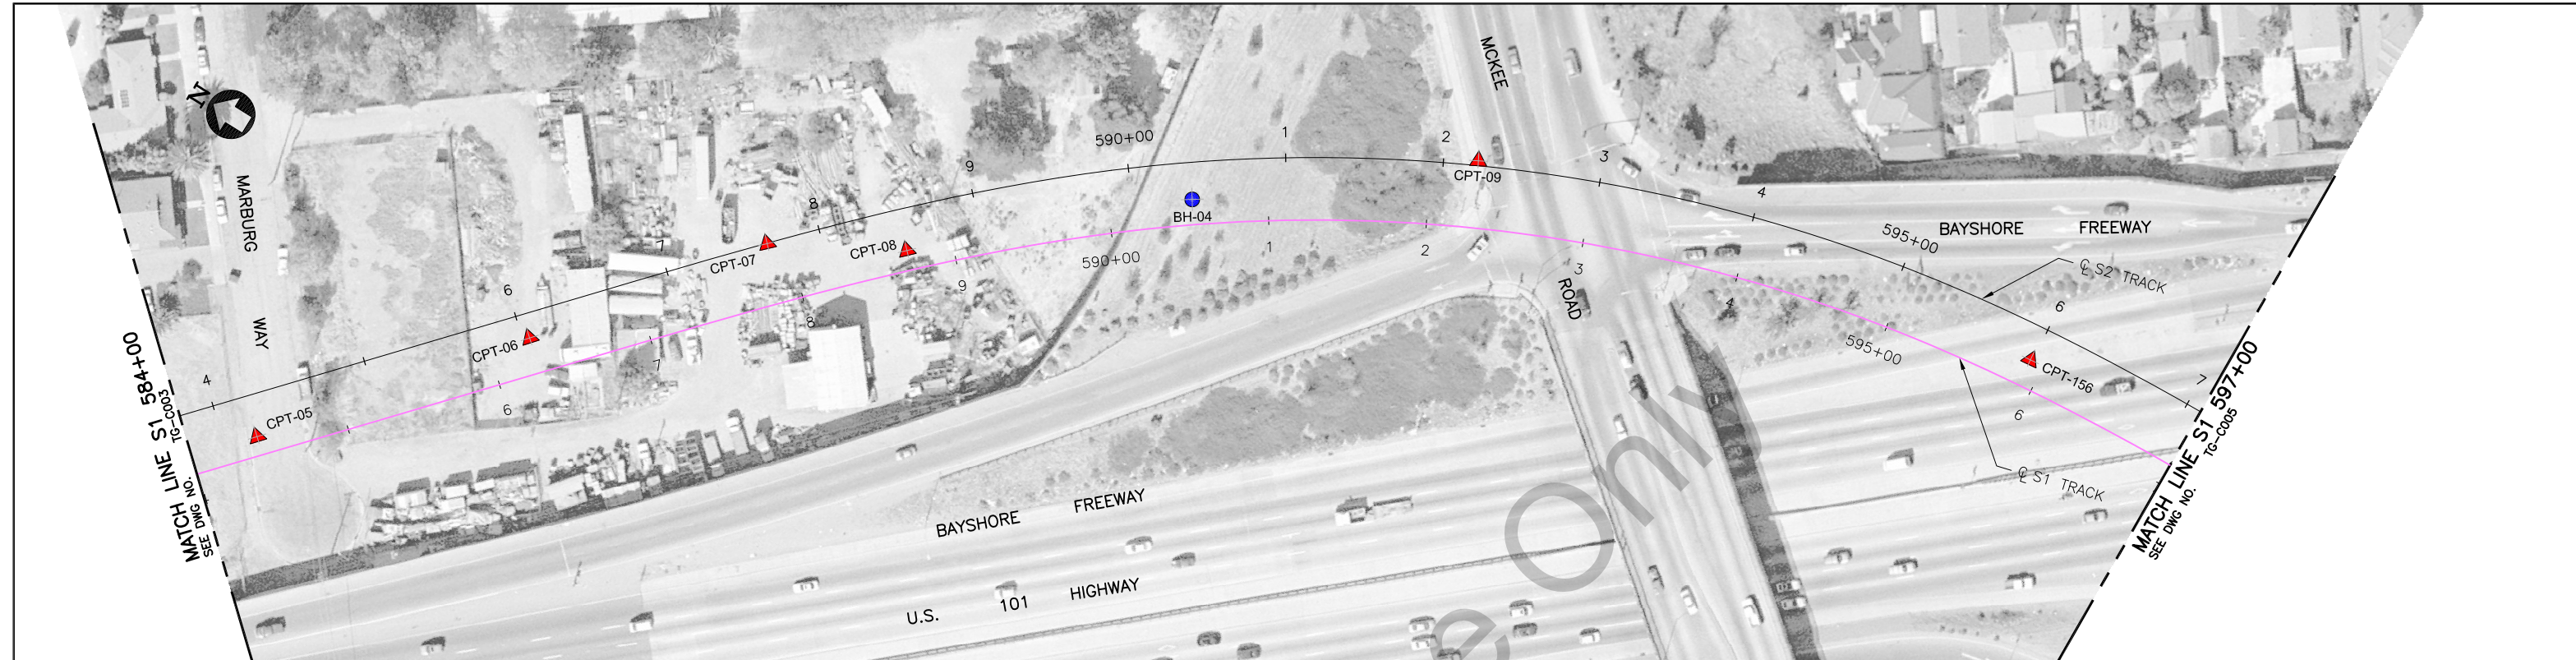 N
MARBURG
WAY
MATCH LINE S1 584+00
SEE DWG NO. TG-C003
4
6
7
8
9
590+00
1
2
3
4
595+00
6
7
6
7
8
9
590+00
1
2
3
4
595+00
6
CPT-05
CPT-06
CPT-07
CPT-08
BH-04
CPT-09
CPT-156
MCKEE
ROAD
BAYSHORE FREEWAY
℄ S2 TRACK
℄ S1 TRACK
BAYSHORE FREEWAY
U.S. 101 HIGHWAY
MATCH LINE S1 597+00
SEE DWG NO. TG-C005
e Only